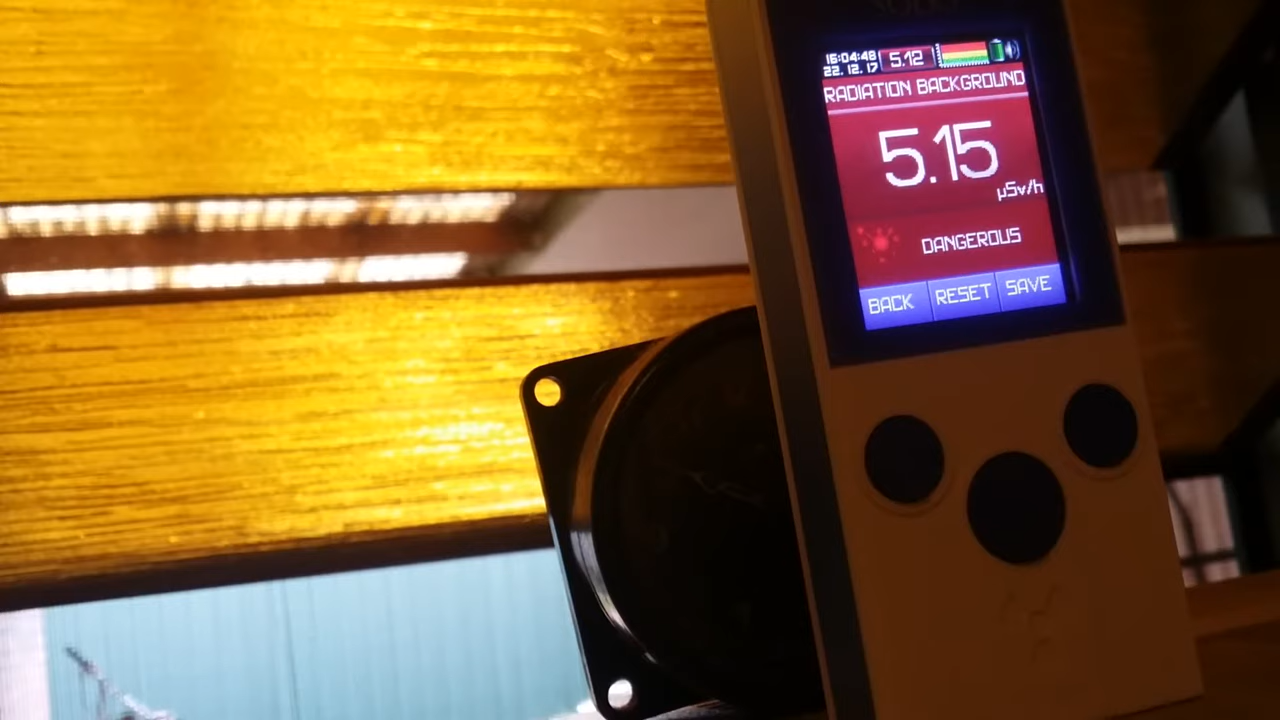 16:04:48 5.12
22.12.17
RADIATION BACKGROUND
5.15
µSv/h
DANGEROUS
BACK RESET SAVE